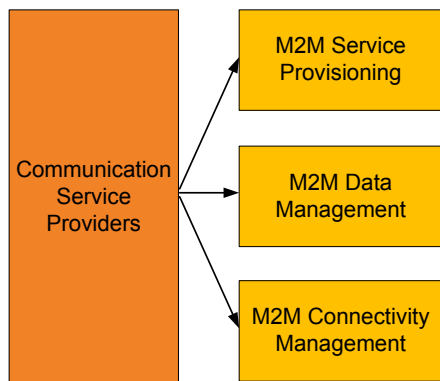 Communication
Service
Providers
M2M Service
Provisioning
M2M Data
Management
M2M Connectivity
Management